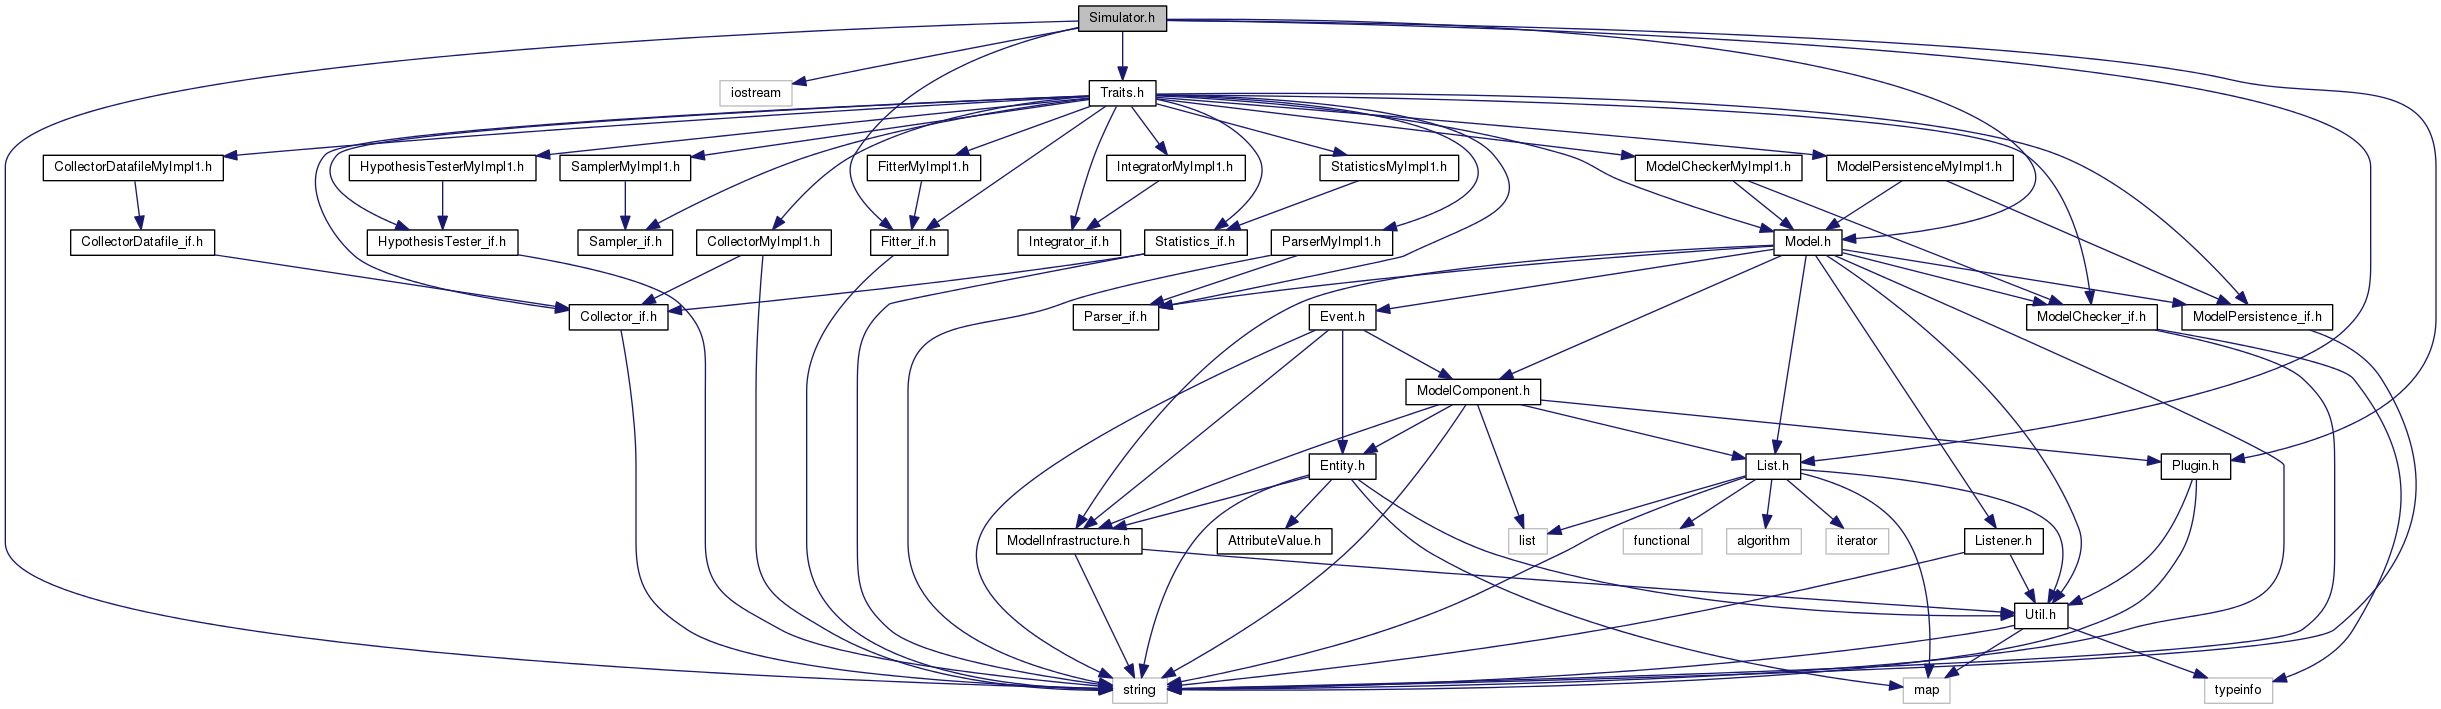 Simulator.h
iostream
Traits.h
CollectorDatafileMyImpl1.h
HypothesisTesterMyImpl1.h
SamplerMyImpl1.h
FitterMyImpl1.h
IntegratorMyImpl1.h
StatisticsMyImpl1.h
ModelCheckerMyImpl1.h
ModelPersistenceMyImpl1.h
CollectorDatafile_if.h
HypothesisTester_if.h
Sampler_if.h
CollectorMyImpl1.h
Fitter_if.h
Integrator_if.h
Statistics_if.h
ParserMyImpl1.h
Model.h
Collector_if.h
Parser_if.h
Event.h
ModelChecker_if.h
ModelPersistence_if.h
ModelComponent.h
Entity.h
List.h
Plugin.h
ModelInfrastructure.h
AttributeValue.h
list
functional
algorithm
iterator
Listener.h
Util.h
string
map
typeinfo